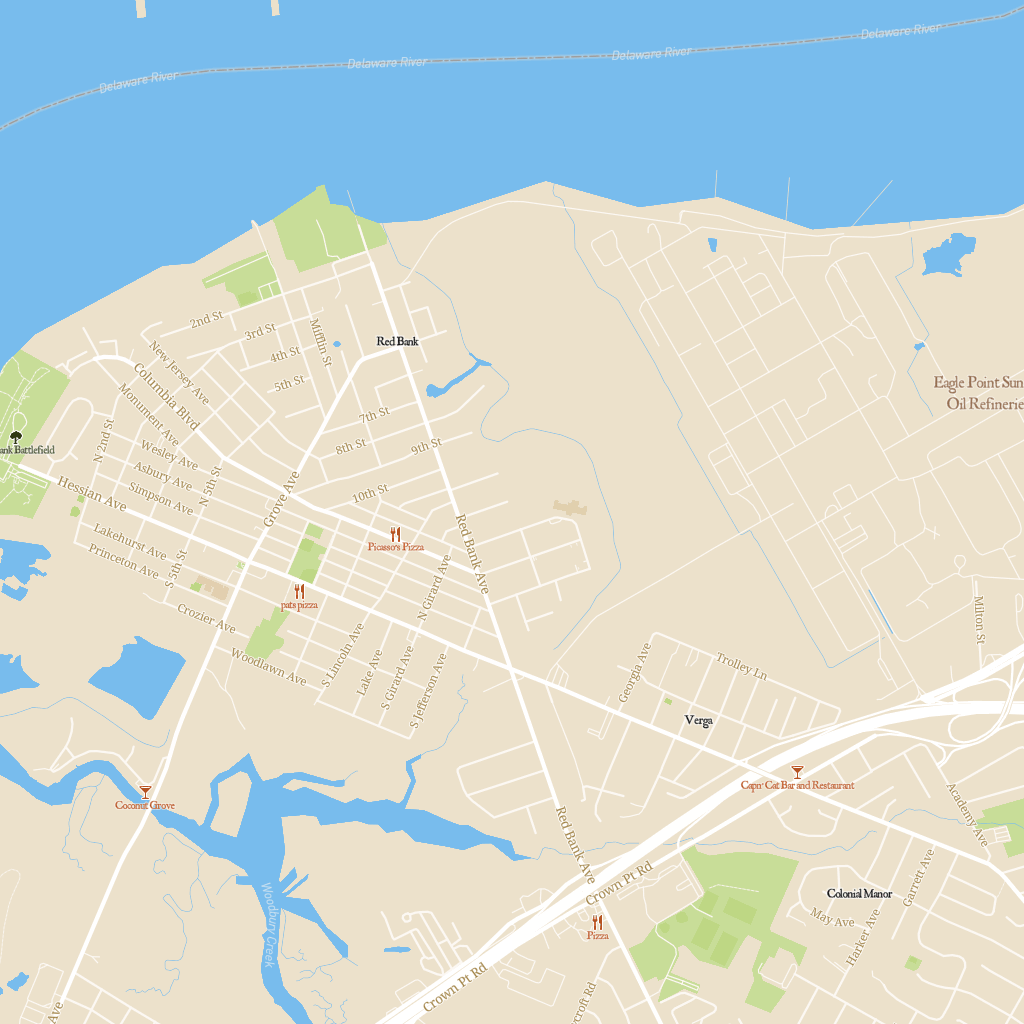 Delaware River
Delaware River
Delaware River
Delaware River
2nd St
3rd St
Mifflin St
Red Bank
4th St
New Jersey Ave
5th St
Columbia Blvd
Eagle Point Sun
Oil Refinerie
Monument Ave
7th St
N 2nd St
8th St
9th St
ank Battlefield
Wesley Ave
Asbury Ave
N 5th St
Simpson Ave
Hessian Ave
Grove Ave
10th St
Lakehurst Ave
Picasso's Pizza
Red Bank Ave
Princeton Ave
S 5th St
N Girard Ave
pats pizza
Crozier Ave
Milton St
Woodlawn Ave
S Lincoln Ave
Lake Ave
S Girard Ave
S Jefferson Ave
Georgia Ave
Trolley Ln
Verga
Capn' Cat Bar and Restaurant
Coconut Grove
Academy Ave
Red Bank Ave
Crown Pt Rd
Garrett Ave
Colonial Manor
May Ave
Harker Ave
Woodbury Creek
Pizza
Crown Pt Rd
ycroft Rd
Ave